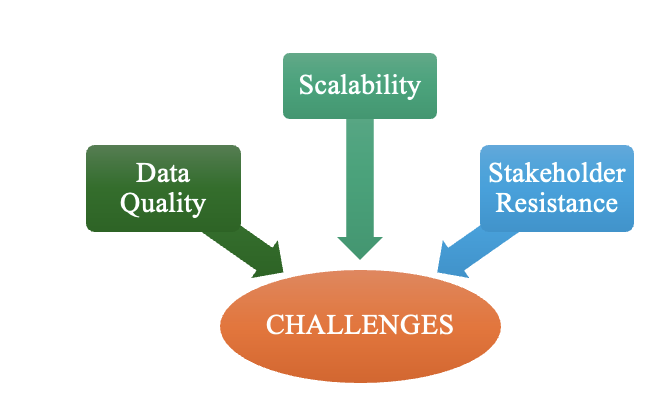 Scalability
Data
Quality
Stakeholder
Resistance
CHALLENGES